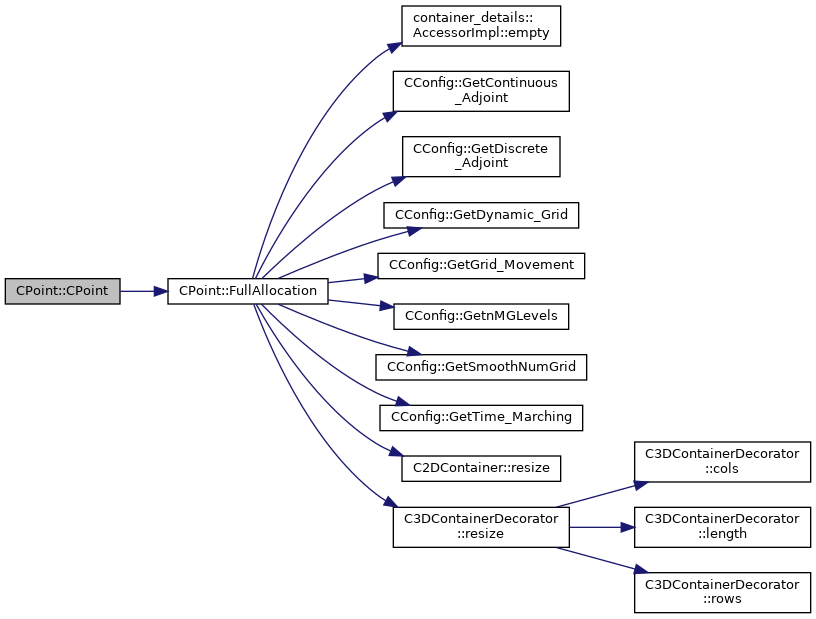 container_details::
AccessorImpl::empty
CConfig::GetContinuous
_Adjoint
CConfig::GetDiscrete
_Adjoint
CConfig::GetDynamic_Grid
CConfig::GetGrid_Movement
CPoint::CPoint
CPoint::FullAllocation
CConfig::GetnMGLevels
CConfig::GetSmoothNumGrid
CConfig::GetTime_Marching
C2DContainer::resize
C3DContainerDecorator
::resize
C3DContainerDecorator
::cols
C3DContainerDecorator
::length
C3DContainerDecorator
::rows